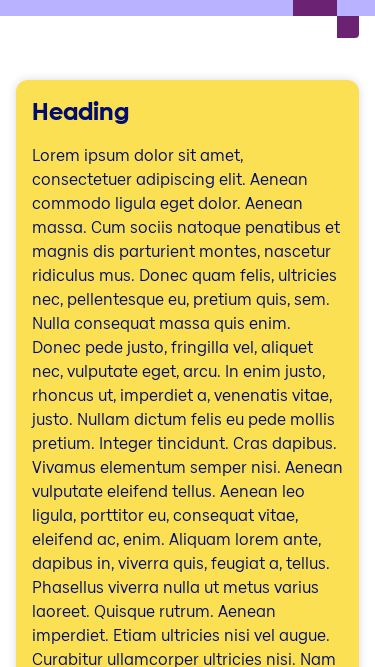 Heading
Lorem ipsum dolor sit amet,
consectetuer adipiscing elit. Aenean
commodo ligula eget dolor. Aenean
massa. Cum sociis natoque penatibus et
magnis dis parturient montes, nascetur
ridiculus mus. Donec quam felis, ultricies
nec, pellentesque eu, pretium quis, sem.
Nulla consequat massa quis enim.
Donec pede justo, fringilla vel, aliquet
nec, vulputate eget, arcu. In enim justo,
rhoncus ut, imperdiet a, venenatis vitae,
justo. Nullam dictum felis eu pede mollis
pretium. Integer tincidunt. Cras dapibus.
Vivamus elementum semper nisi. Aenean
vulputate eleifend tellus. Aenean leo
ligula, porttitor eu, consequat vitae,
eleifend ac, enim. Aliquam lorem ante,
dapibus in, viverra quis, feugiat a, tellus.
Phasellus viverra nulla ut metus varius
laoreet. Quisque rutrum. Aenean
imperdiet. Etiam ultricies nisi vel augue.
Curabitur ullamcorper ultricies nisi. Nam